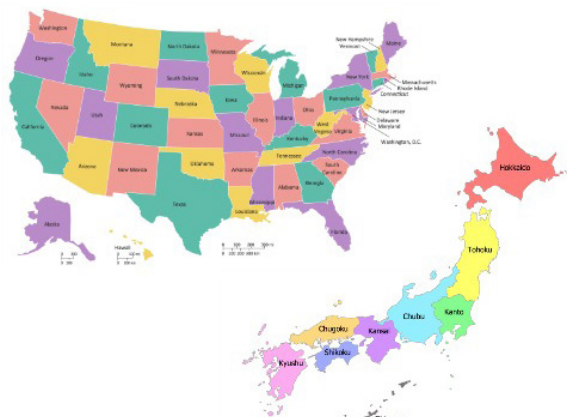 Washington
Oregon
California
Nevada
Idaho
Montana
Wyoming
Utah
Arizona
Colorado
New Mexico
North Dakota
South Dakota
Nebraska
Kansas
Oklahoma
Texas
Minnesota
Iowa
Missouri
Arkansas
Louisiana
Wisconsin
Illinois
Michigan
Indiana
Ohio
Kentucky
Tennessee
Mississippi
Alabama
Georgia
Florida
South
Carolina
North Carolina
Virginia
West
Virginia
Pennsylvania
New York
Maine
New Hampshire
Vermont
Massachusetts
Rhode Island
Connecticut
New Jersey
Delaware
Maryland
Washington, D.C.
Alaska
Hawaii
Hokkaido
Tohoku
Kanto
Chubu
Kansai
Chugoku
Shikoku
Kyushu